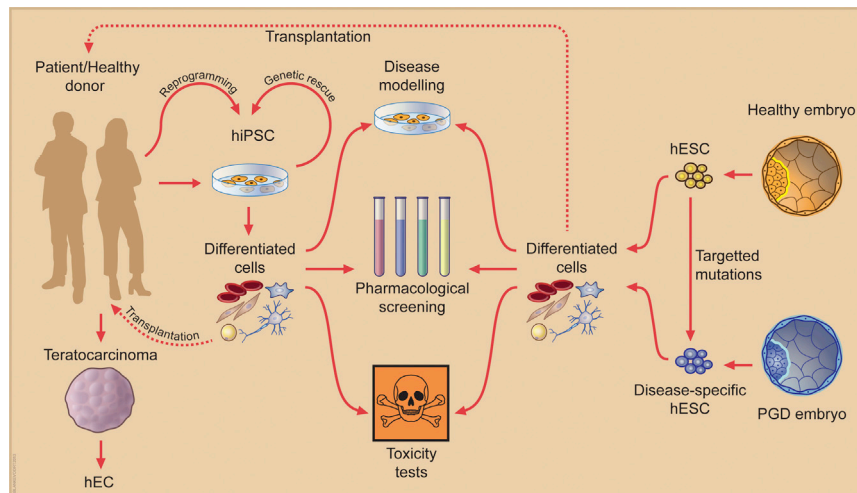 Transplantation
Patient/Healthy
donor
Reprogramming
Genetic rescue
hiPSC
Disease
modelling
Healthy embryo
hESC
Differentiated
cells
Pharmacological
screening
Differentiated
cells
Targetted
mutations
Transplantation
Teratocarcinoma
Disease-specific
hESC
PGD embryo
Toxicity
tests
hEC